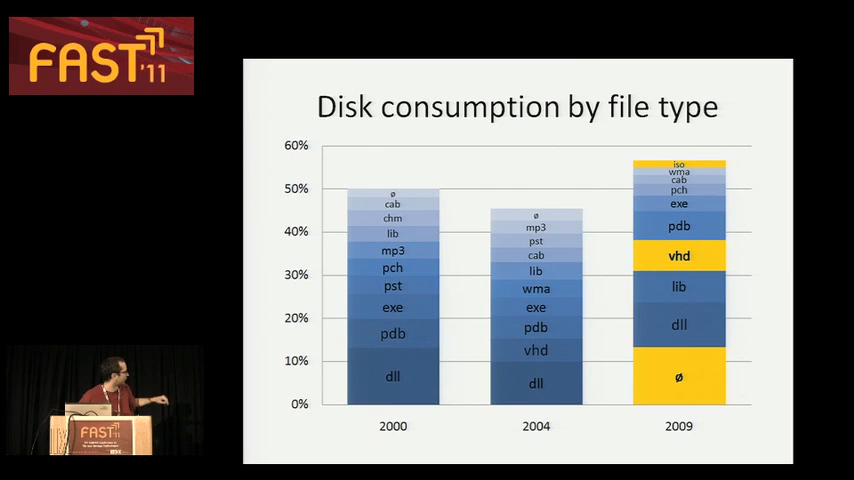 FAST '11
Disk consumption by file type
60%
50%
40%
30%
20%
10%
0%
ø
cab
chm
lib
mp3
pch
pst
exe
pdb
dll
2000
ø
mp3
pst
cab
lib
wma
exe
pdb
vhd
dll
2004
iso
wma
cab
pch
exe
pdb
vhd
lib
dll
ø
2009
FAST '11